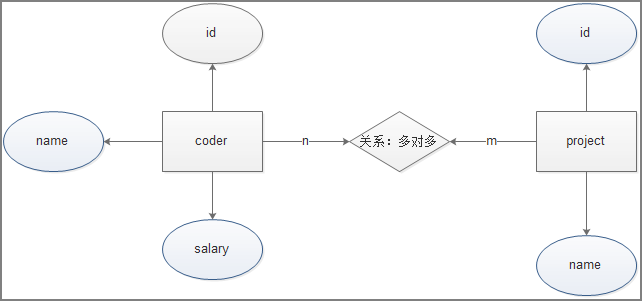 id
id
name
coder
n
关系：多对多
m
project
salary
name